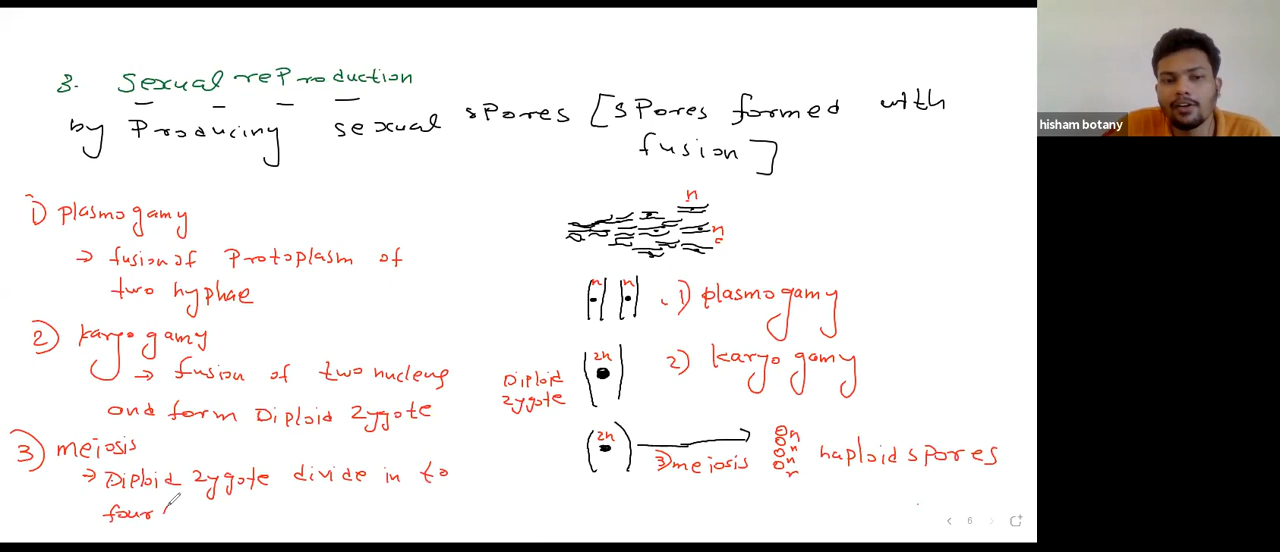 3. Sexual reProduction
by Producing sexual sPores [sPores formed with
fusion]
1) plasmogamy
→ fusion of Protoplasm of
two hyphae
2) karyogamy
→ fusion of two nucleus
and form Diploid Zygote
3) meiosis
→ Diploid zygote divide in to
four
n
n
n n 1) plasmogamy
2n 2) karyogamy
Diploid
zygote
2n 3) meiosis n n n n haploid spores
hisham botany
6